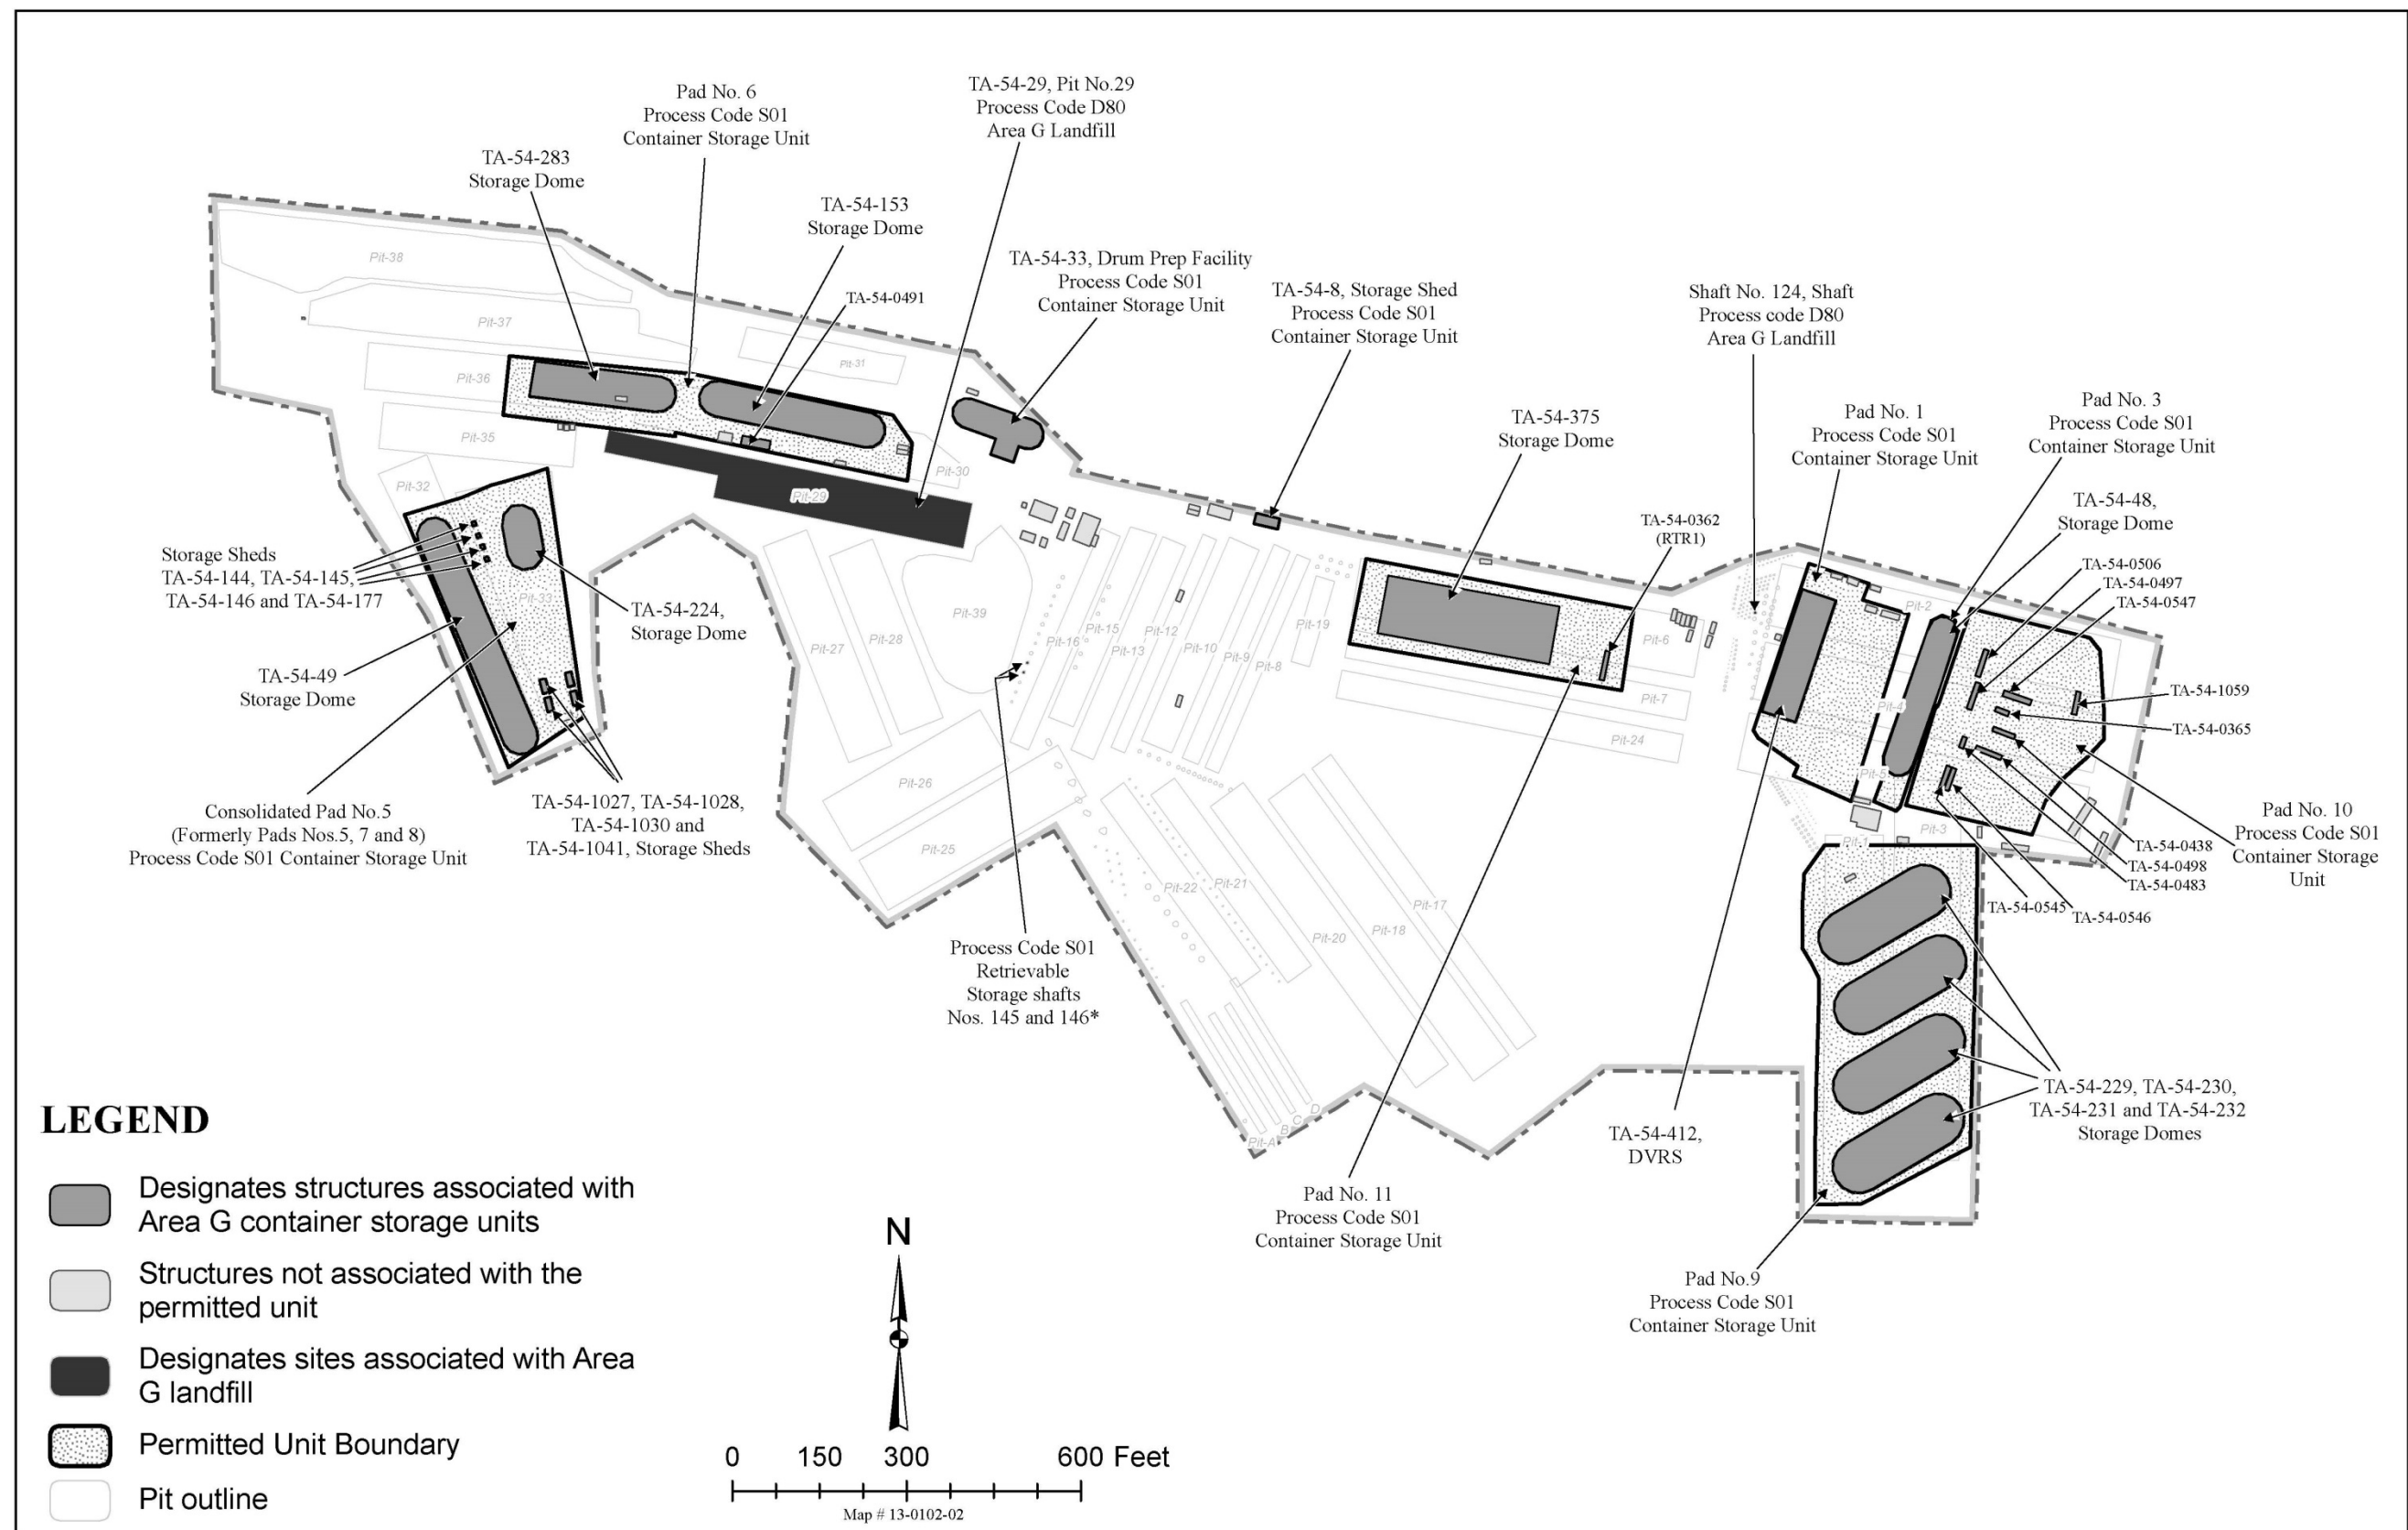 TA-54-29, Pit No.29
Process Code D80
Area G Landfill
Pad No. 6
Process Code S01
Container Storage Unit
TA-54-283
Storage Dome
TA-54-153
Storage Dome
TA-54-0491
TA-54-33, Drum Prep Facility
Process Code S01
Container Storage Unit
TA-54-8, Storage Shed
Process Code S01
Container Storage Unit
Shaft No. 124, Shaft
Process code D80
Area G Landfill
TA-54-375
Storage Dome
Pad No. 1
Process Code S01
Container Storage Unit
Pad No. 3
Process Code S01
Container Storage Unit
TA-54-48,
Storage Dome
TA-54-0362
(RTR1)
TA-54-0506
TA-54-0497
TA-54-0547
TA-54-1059
TA-54-0365
Pit-38
Pit-37
Pit-36
Pit-31
Pit-35
Pit-32
Pit-30
Pit-29
Pit-33
Storage Sheds
TA-54-144, TA-54-145,
TA-54-146 and TA-54-177
TA-54-224,
Storage Dome
TA-54-49
Storage Dome
Pit-27
Pit-28
Pit-39
Pit-16
Pit-15
Pit-13
Pit-12
Pit-10
Pit-9
Pit-8
Pit-19
Pit-6
Pit-7
Pit-24
Pit-2
Pit-4
Pit-5
Pit-3
Pit-1
Pit-26
Pit-25
Pit-22
Pit-21
Pit-20
Pit-18
Pit-17
Pit-A
B
C
D
Consolidated Pad No.5
(Formerly Pads Nos.5, 7 and 8)
Process Code S01 Container Storage Unit
TA-54-1027, TA-54-1028,
TA-54-1030 and
TA-54-1041, Storage Sheds
Pad No. 10
Process Code S01
Container Storage
Unit
TA-54-0438
TA-54-0498
TA-54-0483
TA-54-0545
TA-54-0546
Process Code S01
Retrievable
Storage shafts
Nos. 145 and 146*
TA-54-229, TA-54-230,
TA-54-231 and TA-54-232
Storage Domes
TA-54-412,
DVRS
Pad No. 11
Process Code S01
Container Storage Unit
Pad No.9
Process Code S01
Container Storage Unit
LEGEND
Designates structures associated with
Area G container storage units
Structures not associated with the
permitted unit
Designates sites associated with Area
G landfill
Permitted Unit Boundary
Pit outline
N
0 150 300 600 Feet
Map # 13-0102-02